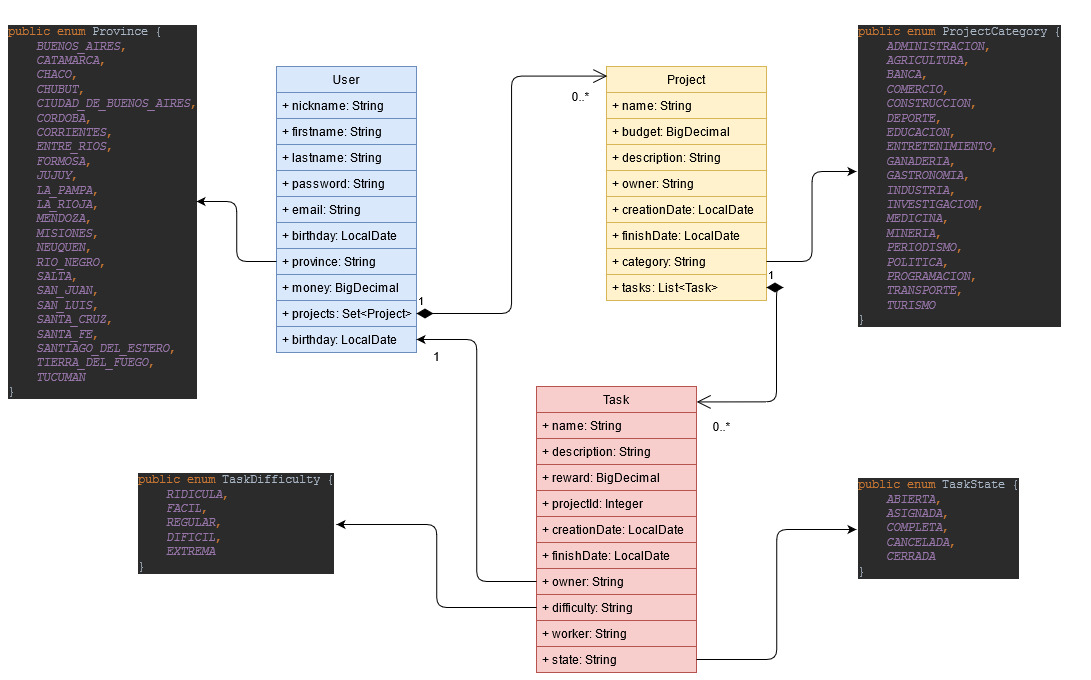 public enum Province {
BUENOS_AIRES,
CATAMARCA,
CHACO,
CHUBUT,
CIUDAD_DE_BUENOS_AIRES,
CORDOBA,
CORRIENTES,
ENTRE_RIOS,
FORMOSA,
JUJUY,
LA_PAMPA,
LA_RIOJA,
MENDOZA,
MISIONES,
NEUQUEN,
RIO_NEGRO,
SALTA,
SAN_JUAN,
SAN_LUIS,
SANTA_CRUZ,
SANTA_FE,
SANTIAGO_DEL_ESTERO,
TIERRA_DEL_FUEGO,
TUCUMAN
}
User
+ nickname: String
+ firstname: String
+ lastname: String
+ password: String
+ email: String
+ birthday: LocalDate
+ province: String
+ money: BigDecimal
+ projects: Set<Project>
+ birthday: LocalDate
1
1
0..*
Project
+ name: String
+ budget: BigDecimal
+ description: String
+ owner: String
+ creationDate: LocalDate
+ finishDate: LocalDate
+ category: String
+ tasks: List<Task>
1
0..*
public enum ProjectCategory {
ADMINISTRACION,
AGRICULTURA,
BANCA,
COMERCIO,
CONSTRUCCION,
DEPORTE,
EDUCACION,
ENTRETENIMIENTO,
GANADERIA,
GASTRONOMIA,
INDUSTRIA,
INVESTIGACION,
MEDICINA,
MINERIA,
PERIODISMO,
POLITICA,
PROGRAMACION,
TRANSPORTE,
TURISMO
}
public enum TaskDifficulty {
RIDICULA,
FACIL,
REGULAR,
DIFICIL,
EXTREMA
}
Task
+ name: String
+ description: String
+ reward: BigDecimal
+ projectId: Integer
+ creationDate: LocalDate
+ finishDate: LocalDate
+ owner: String
+ difficulty: String
+ worker: String
+ state: String
public enum TaskState {
ABIERTA,
ASIGNADA,
COMPLETA,
CANCELADA,
CERRADA
}